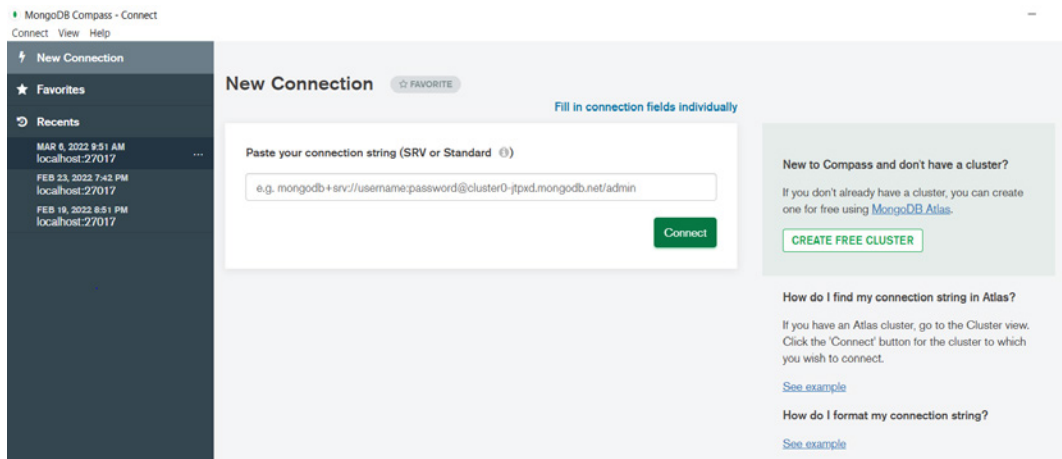 MongoDB Compass - Connect
Connect View Help
New Connection
Favorites
Recents
MAR 6, 2022 9:51 AM
localhost:27017
...
FEB 23, 2022 7:42 PM
localhost:27017
FEB 19, 2022 8:51 PM
localhost:27017
New Connection
FAVORITE
Fill in connection fields individually
Paste your connection string (SRV or Standard )
e.g. mongodb+srv://username:password@cluster0-jtpxd.mongodb.net/admin
Connect
New to Compass and don't have a cluster?
If you don't already have a cluster, you can create
one for free using MongoDB Atlas.
CREATE FREE CLUSTER
How do I find my connection string in Atlas?
If you have an Atlas cluster, go to the Cluster view.
Click the 'Connect' button for the cluster to which
you wish to connect.
See example
How do I format my connection string?
See example